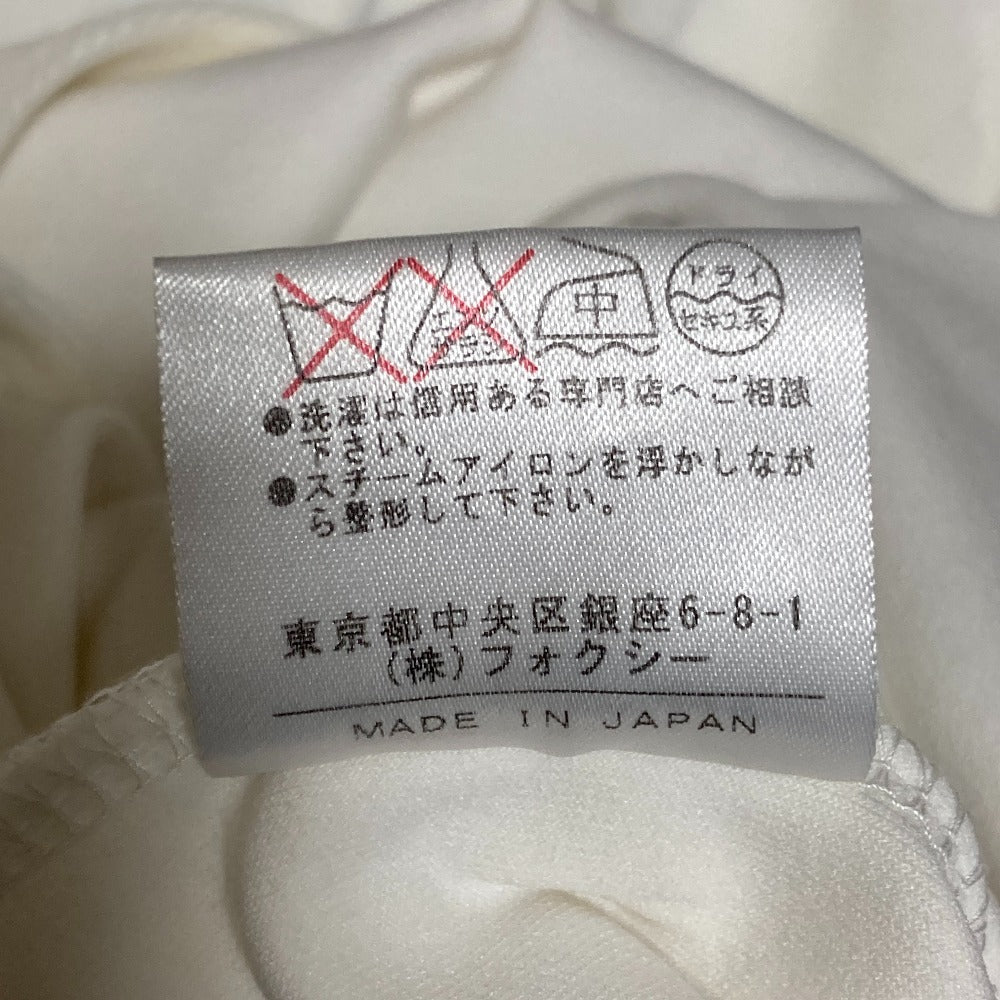 中
ドライ
セキユ系
●洗濯は信用ある専門店へご相談
下さい。
●スチームアイロンを浮かしなが
ら整形して下さい。
東京都中央区銀座6-8-1
(株)フォクシー
MADE IN JAPAN